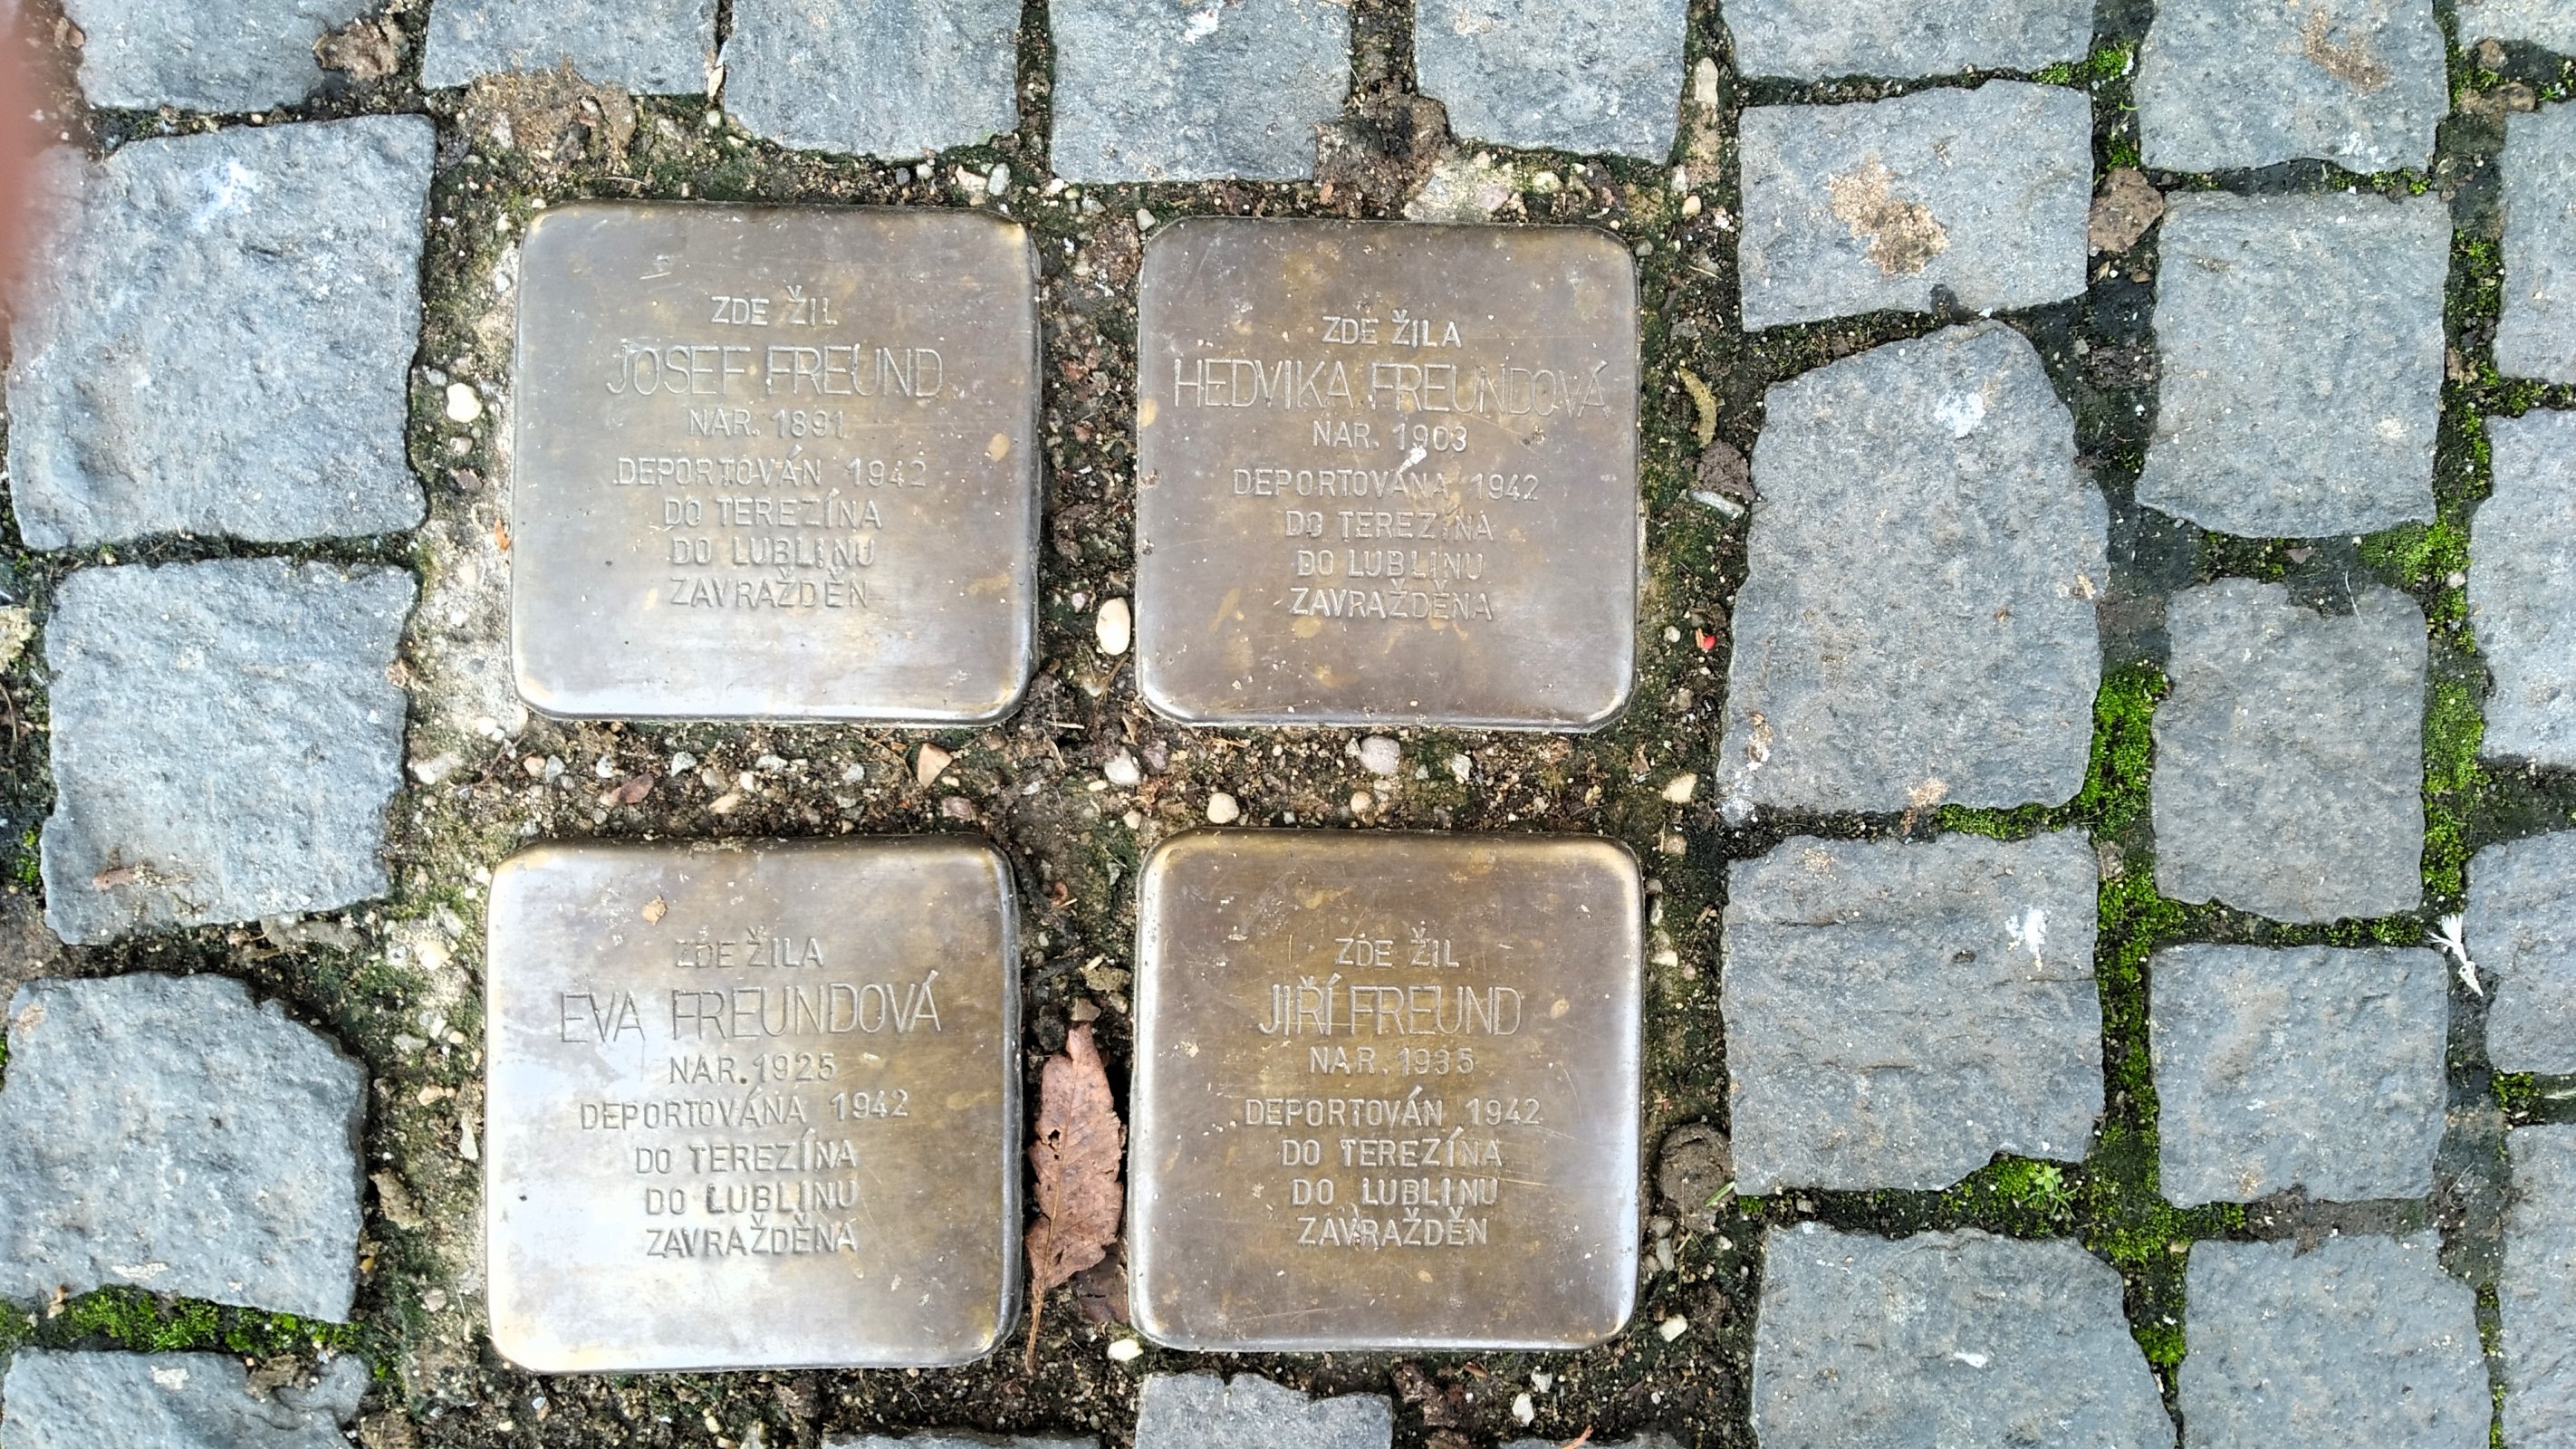 ZDE ŽIL
JOSEF FREUND
NAR. 1891
DEPORTOVÁN 1942
DO TEREZÍNA
DO LUBLINU
ZAVRAŽDĚN
ZDE ŽILA
HEDVIKA FREUNDOVÁ
NAR. 1903
DEPORTOVÁNA 1942
DO TEREZÍNA
DO LUBLINU
ZAVRAŽDĚNA
ZDE ŽILA
EVA FREUNDOVÁ
NAR. 1925
DEPORTOVÁNA 1942
DO TEREZÍNA
DO LUBLINU
ZAVRAŽDĚNA
ZDE ŽIL
JIŘÍ FREUND
NAR. 1935
DEPORTOVÁN 1942
DO TEREZÍNA
DO LUBLINU
ZAVRAŽDĚN